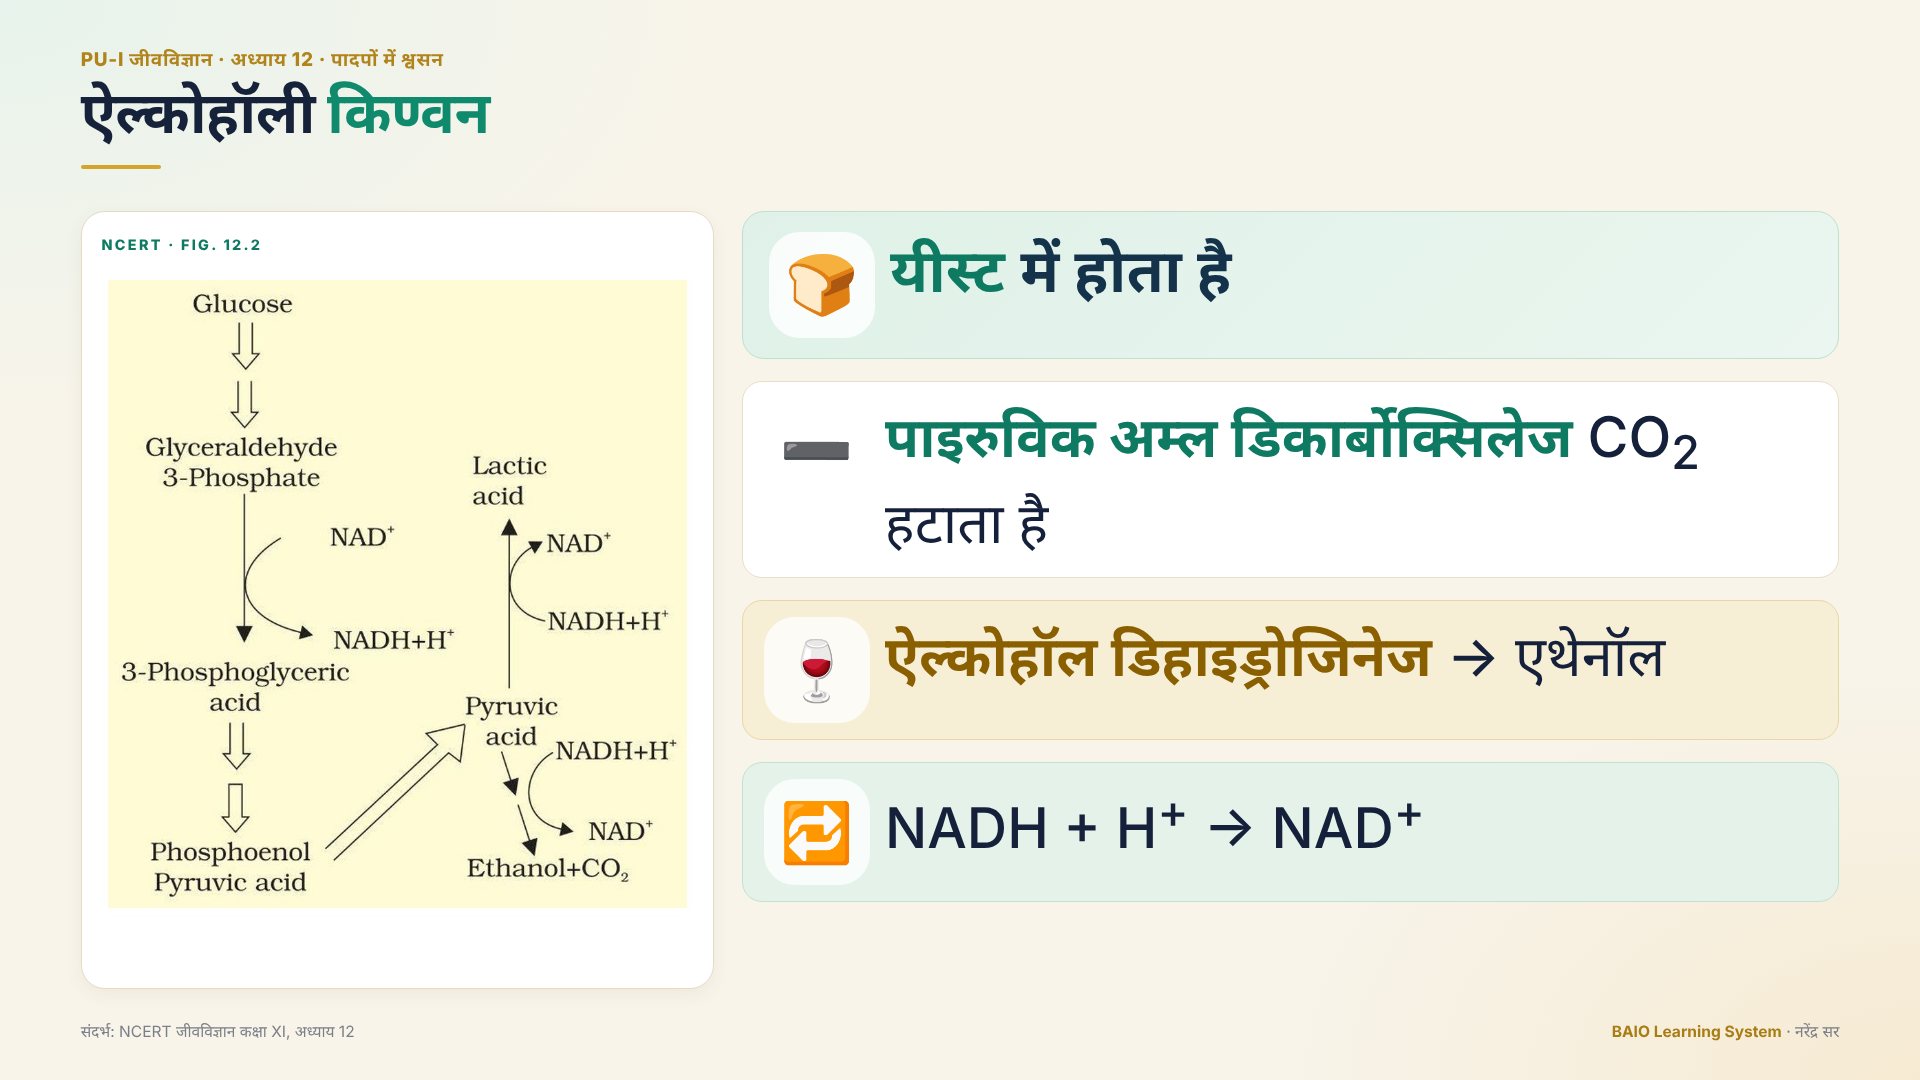 PU-I जीवविज्ञान · अध्याय 12 · पादपों में श्वसन
ऐल्कोहॉली किण्वन
NCERT · FIG. 12.2
Glucose
Glyceraldehyde
3-Phosphate
NAD⁺
NADH+H⁺
3-Phosphoglyceric
acid
Phosphoenol
Pyruvic acid
Lactic
acid
NAD⁺
NADH+H⁺
Pyruvic
acid
NADH+H⁺
NAD⁺
Ethanol+CO₂
यीस्ट में होता है
पाइरुविक अम्ल डिकार्बोक्सिलेज CO₂
हटाता है
ऐल्कोहॉल डिहाइड्रोजिनेज → एथेनॉल
NADH + H⁺ → NAD⁺
संदर्भ: NCERT जीवविज्ञान कक्षा XI, अध्याय 12
BAIO Learning System · नरेंद्र सर